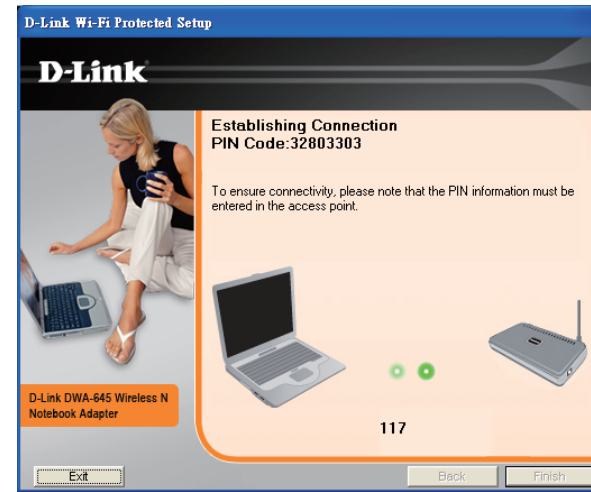 D-Link Wi-Fi Protected Setup
D-Link
Establishing Connection
PIN Code:32803303
To ensure connectivity, please note that the PIN information must be
entered in the access point.
D-Link DWA-645 Wireless N
Notebook Adapter
117
Exit
Back
Finish